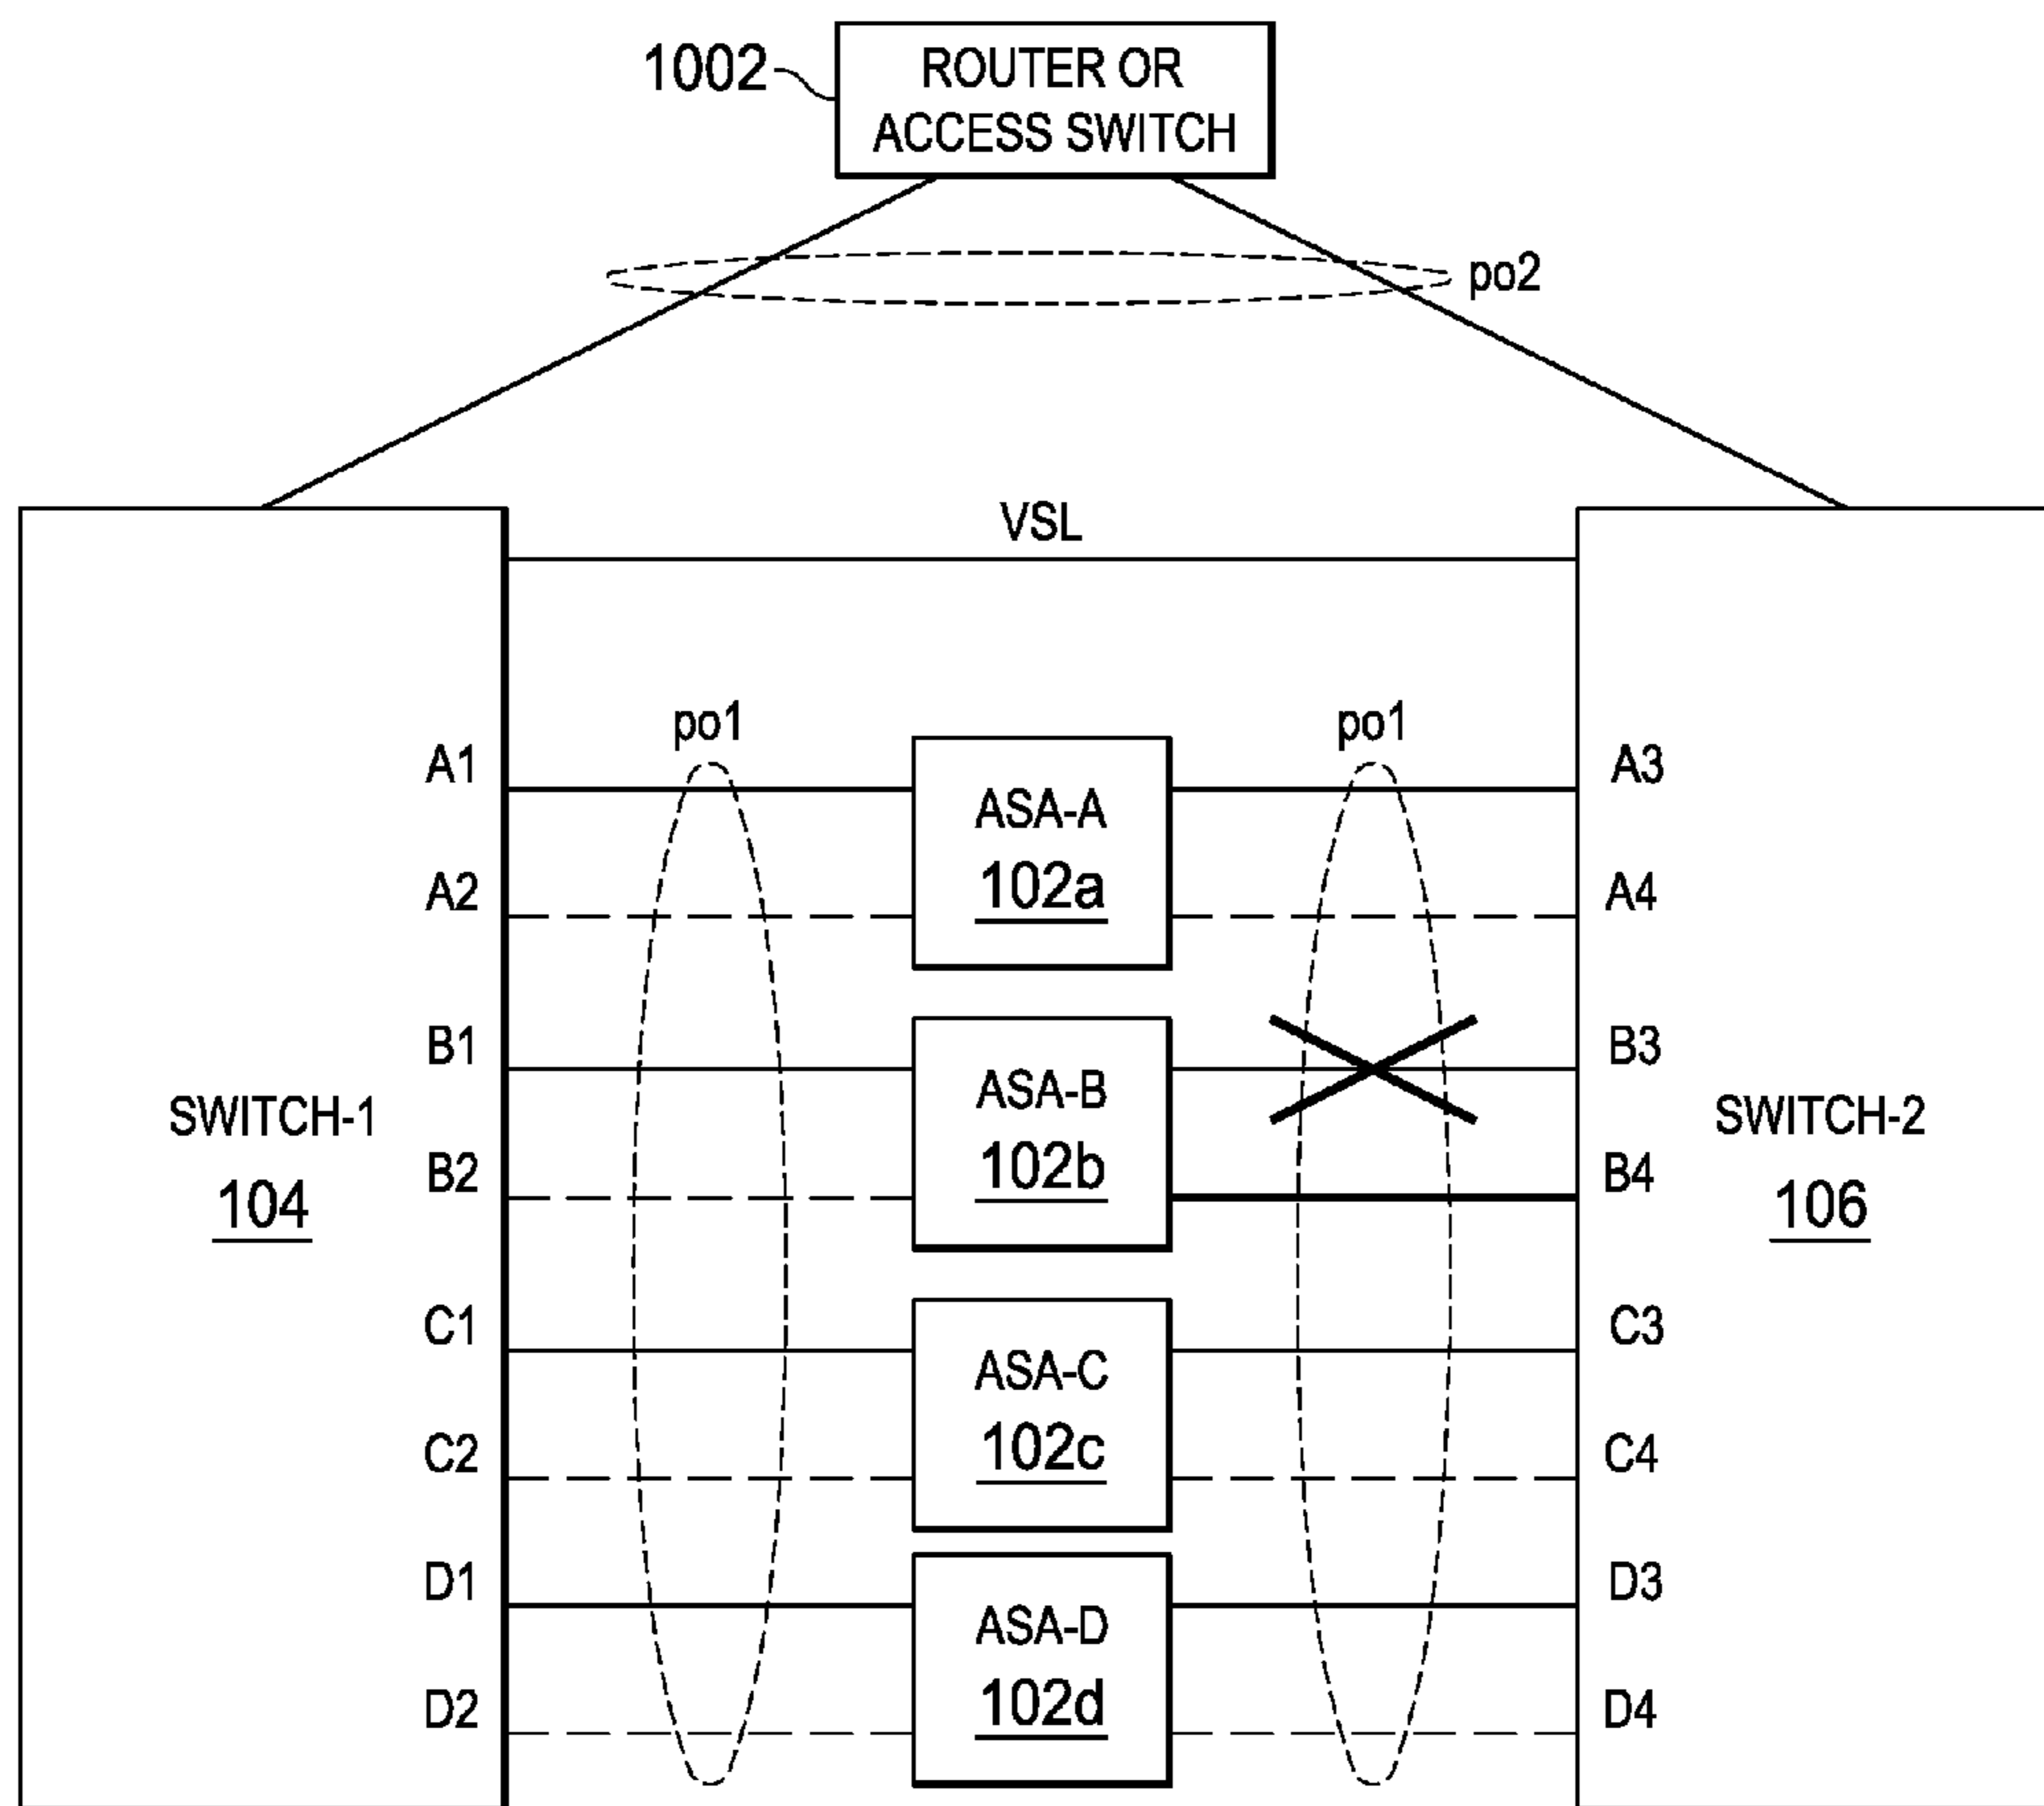 1002
ROUTER OR
ACCESS SWITCH
po2
VSL
po1
po1
A1
ASA-A
A3
A2
102a
A4
B1
ASA-B
B3
SWITCH-1
SWITCH-2
B2
102b
B4
104
106
C1
ASA-C
C3
C2
102c
C4
D1
ASA-D
D3
D2
102d
D4